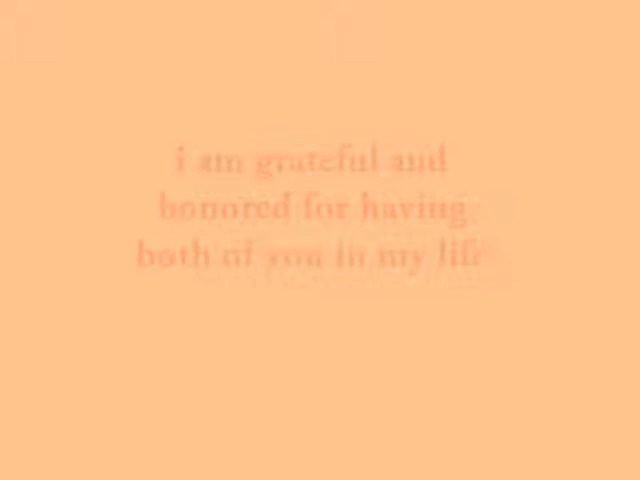 i am grateful and
honored for having
both of you in my life